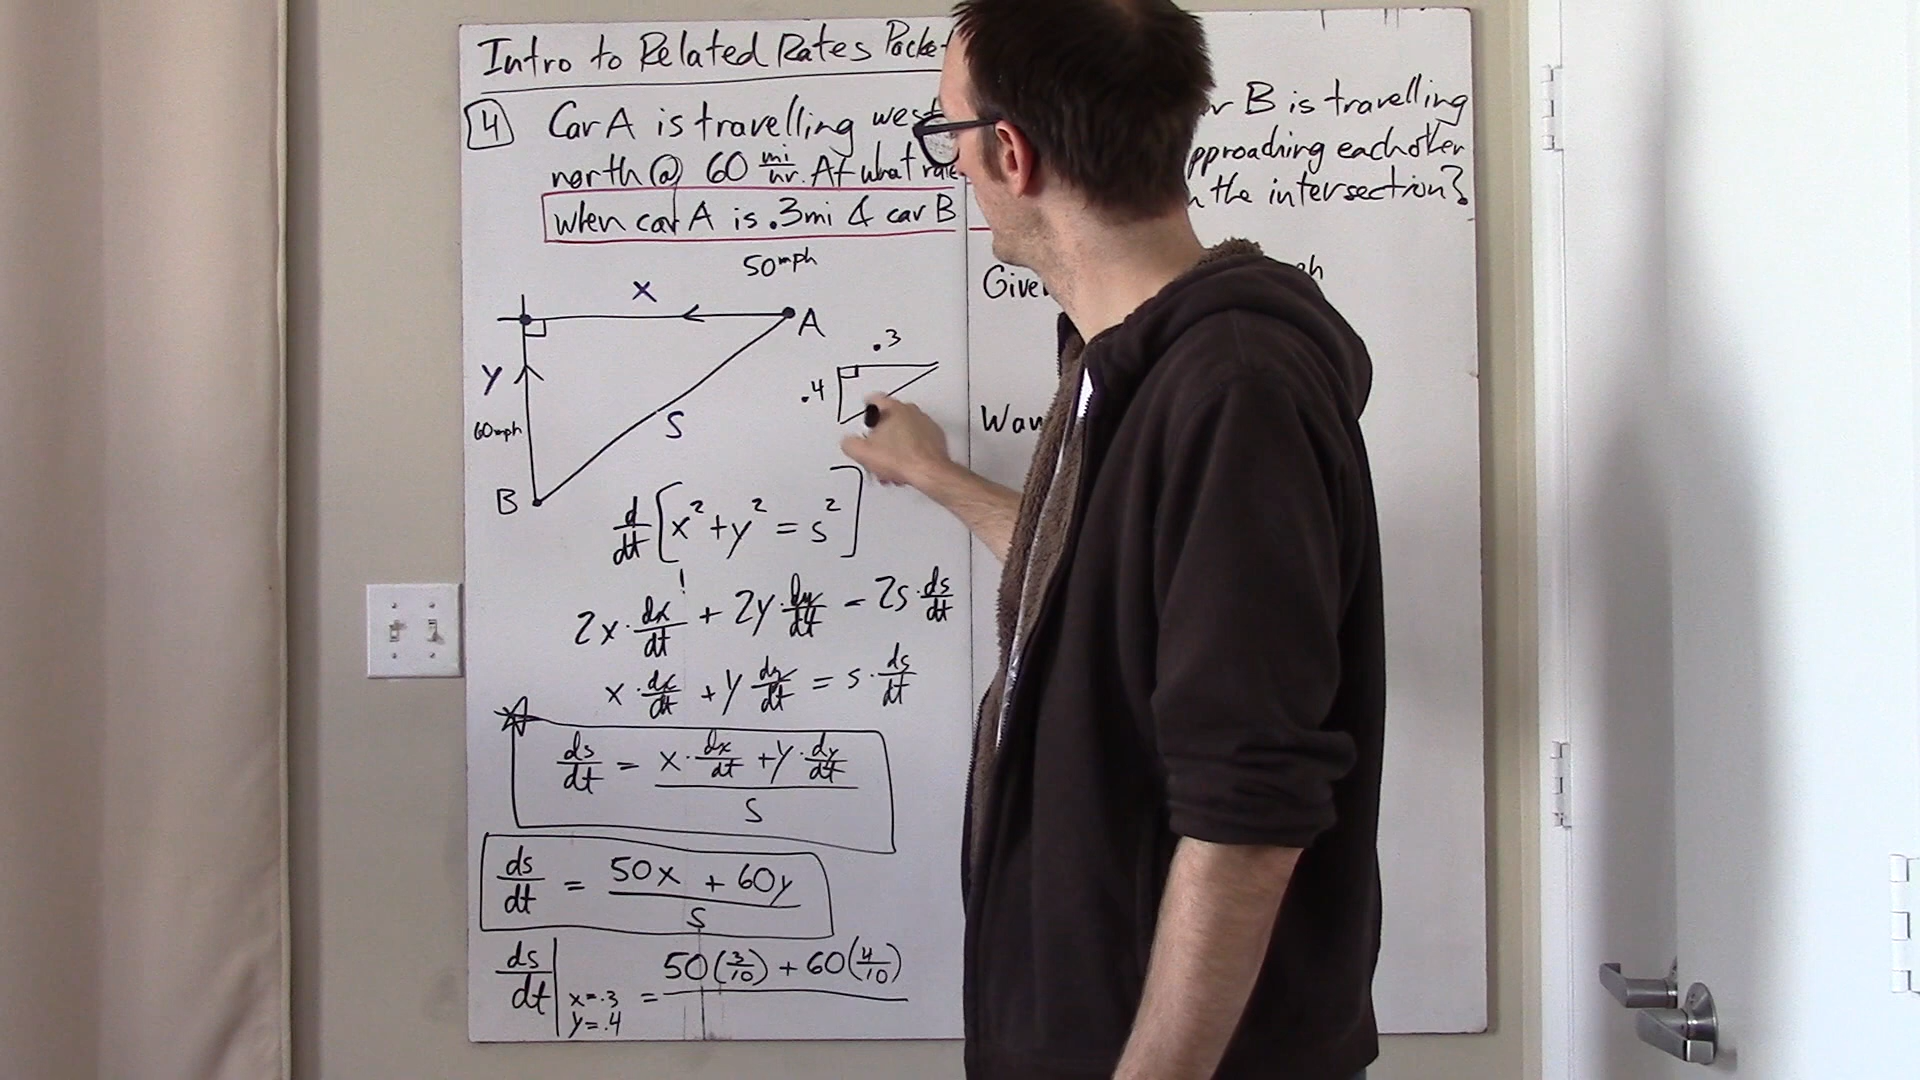 Intro to Related Rates Packet
4 Car A is travelling west r B is travelling
north @ 60 mi/hr. At what rate pproaching each other
when car A is .3mi & car B n the intersection?
50mph
Given ph
x
A
.3
y
.4
60mph
S
Wan
B
d/dt [x² + y² = s²]
2x · dx/dt + 2y · dy/dt = 2s · ds/dt
x · dx/dt + y dy/dt = s · ds/dt
ds/dt = (x · dx/dt + y · dy/dt)/s
ds/dt = (50x + 60y)/s
ds/dt | x=.3 y=.4 = 50(3/10) + 60(4/10)